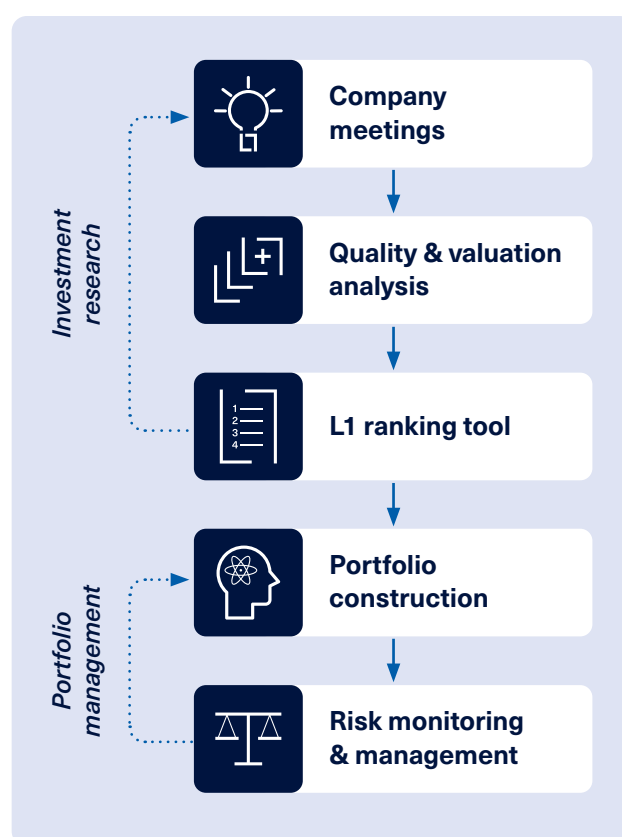 Company
meetings
Investment
research
Quality & valuation
analysis
L1 ranking tool
1
2
3
4
Portfolio
construction
Portfolio
management
Risk monitoring
& management